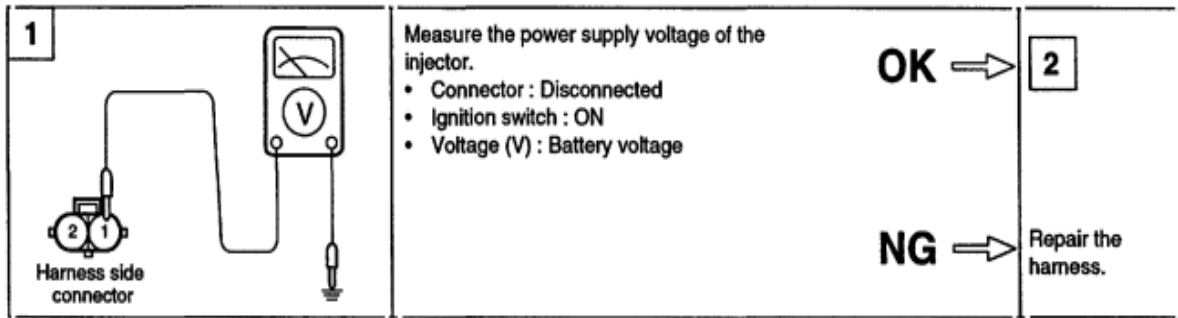 1
V
2 1
Harness side
connector
Measure the power supply voltage of the
injector.
• Connector : Disconnected
• Ignition switch : ON
• Voltage (V) : Battery voltage
OK
2
NG
Repair the
harness.